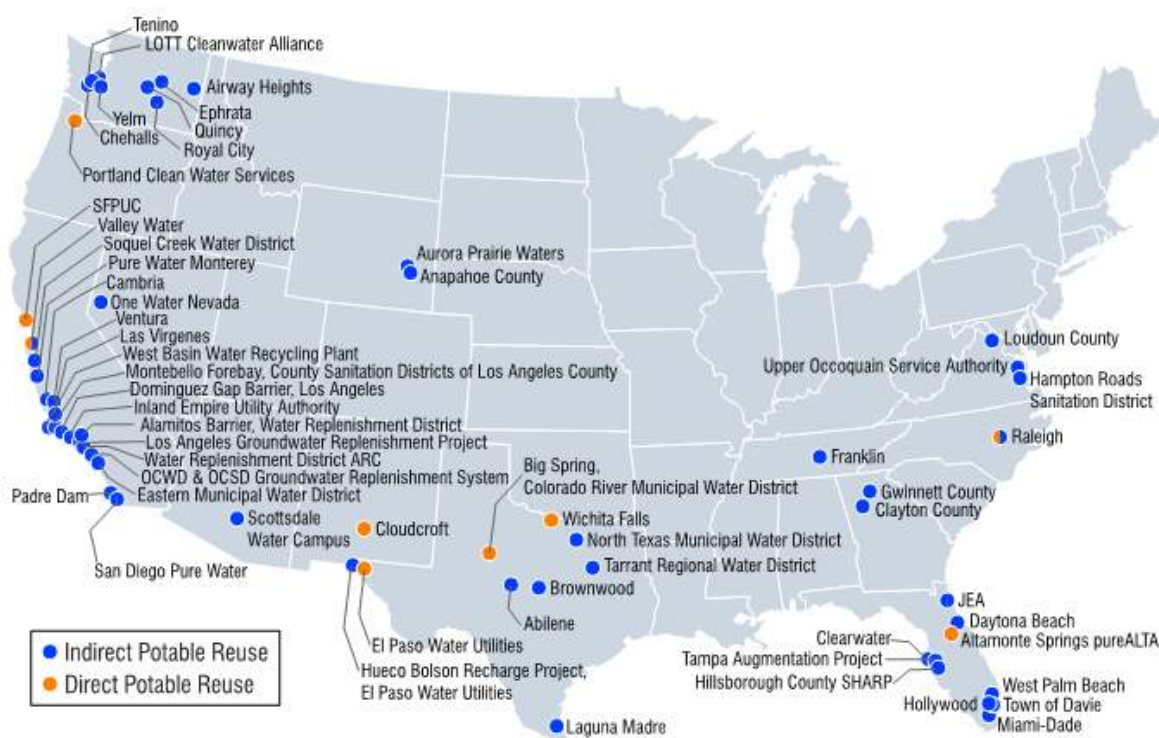 Tenino
LOTT Cleanwater Alliance
Airway Heights
Ephrata
Yelm
Quincy
Chehalls
Royal City
Portland Clean Water Services
SFPUC
Valley Water
Soquel Creek Water District
Pure Water Monterey
Cambria
One Water Nevada
Ventura
Las Virgenes
West Basin Water Recycling Plant
Montebello Forebay, County Sanitation Districts of Los Angeles County
Dominguez Gap Barrier, Los Angeles
Inland Empire Utility Authority
Alamitos Barrier, Water Replenishment District
Los Angeles Groundwater Replenishment Project
Water Replenishment District ARC
OCWD & OCSD Groundwater Replenishment System
Eastern Municipal Water District
Padre Dam
San Diego Pure Water
Scottsdale
Water Campus
Aurora Prairie Waters
Anapahoe County
Cloudcroft
Big Spring,
Colorado River Municipal Water District
Wichita Falls
North Texas Municipal Water District
Tarrant Regional Water District
Brownwood
Abilene
El Paso Water Utilities
Hueco Bolson Recharge Project,
El Paso Water Utilities
Laguna Madre
Loudoun County
Upper Occoquain Service Authority
Hampton Roads
Sanitation District
Raleigh
Franklin
Gwinnett County
Clayton County
JEA
Daytona Beach
Altamonte Springs pureALTA
Clearwater
Tampa Augmentation Project
Hillsborough County SHARP
West Palm Beach
Hollywood
Town of Davie
Miami-Dade
Indirect Potable Reuse
Direct Potable Reuse